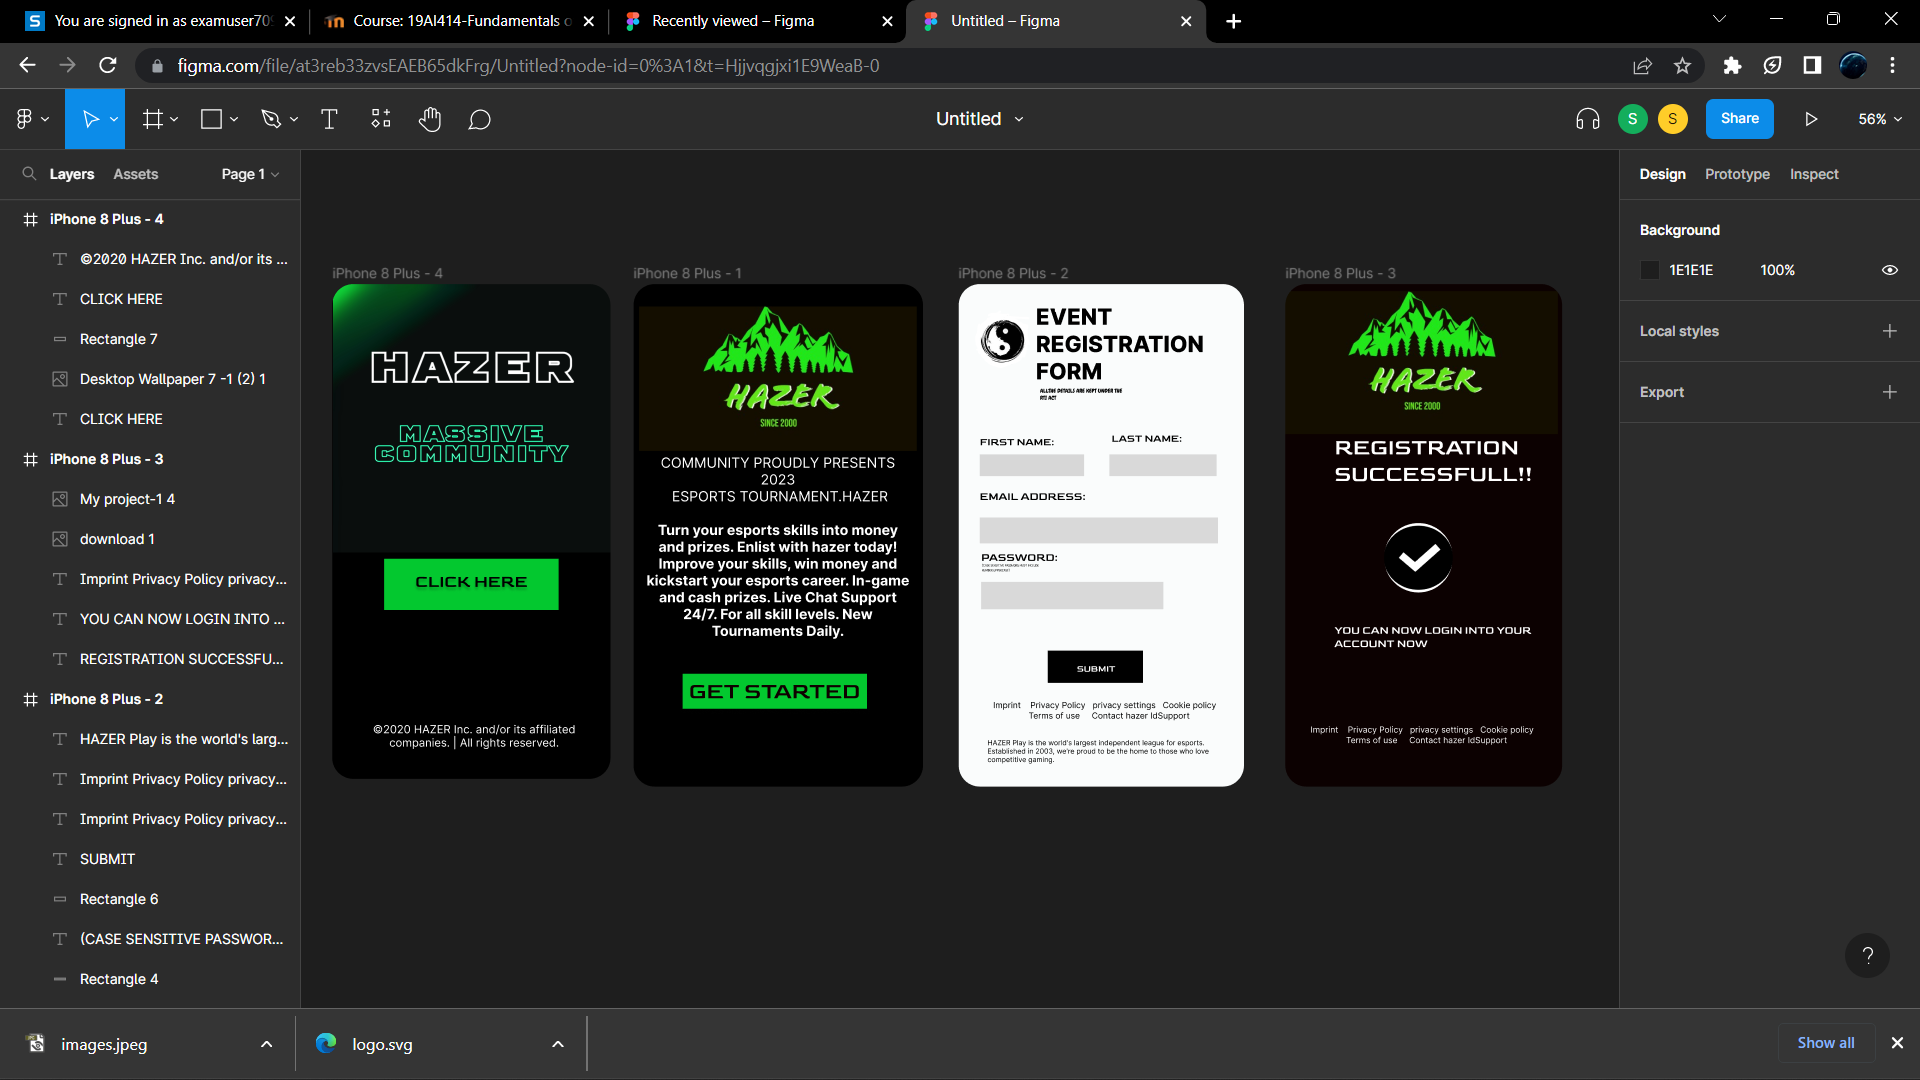 You are signed in as examuser709
Course: 19AI414-Fundamentals o
Recently viewed – Figma
Untitled – Figma
figma.com/file/at3reb33zvsEAEB65dkFrg/Untitled?node-id=0%3A1&t=Hjjvqgjxi1E9WeaB-0
Untitled
S
S
Share
56%
Layers
Assets
Page 1
Design
Prototype
Inspect
iPhone 8 Plus - 4
©2020 HAZER Inc. and/or its ...
CLICK HERE
Rectangle 7
Desktop Wallpaper 7 -1 (2) 1
CLICK HERE
iPhone 8 Plus - 3
My project-1 4
download 1
Imprint Privacy Policy privacy...
YOU CAN NOW LOGIN INTO ...
REGISTRATION SUCCESSFU...
iPhone 8 Plus - 2
HAZER Play is the world's larg...
Imprint Privacy Policy privacy...
Imprint Privacy Policy privacy...
SUBMIT
Rectangle 6
(CASE SENSITIVE PASSWOR...
Rectangle 4
iPhone 8 Plus - 4
HAZER
MASSIVE
COMMUNITY
CLICK HERE
©2020 HAZER Inc. and/or its affiliated
companies. | All rights reserved.
iPhone 8 Plus - 1
HAZER
SINCE 2000
COMMUNITY PROUDLY PRESENTS
2023
ESPORTS TOURNAMENT.HAZER
Turn your esports skills into money
and prizes. Enlist with hazer today!
Improve your skills, win money and
kickstart your esports career. In-game
and cash prizes. Live Chat Support
24/7. For all skill levels. New
Tournaments Daily.
GET STARTED
iPhone 8 Plus - 2
EVENT
REGISTRATION
FORM
ALL THE DETAILS ARE KEPT UNDER THE
RTI ACT
FIRST NAME:
LAST NAME:
EMAIL ADDRESS:
PASSWORD:
SUBMIT
Imprint Privacy Policy privacy settings Cookie policy
Terms of use Contact hazer IdSupport
HAZER Play is the world's largest independent league for esports.
Established in 2003, we're proud to be the home to those who love
competitive gaming.
iPhone 8 Plus - 3
HAZER
SINCE 2000
REGISTRATION
SUCCESSFULL!!
YOU CAN NOW LOGIN INTO YOUR
ACCOUNT NOW
Imprint Privacy Policy privacy settings Cookie policy
Terms of use Contact hazer IdSupport
Background
1E1E1E
100%
Local styles
Export
?
images.jpeg
logo.svg
Show all